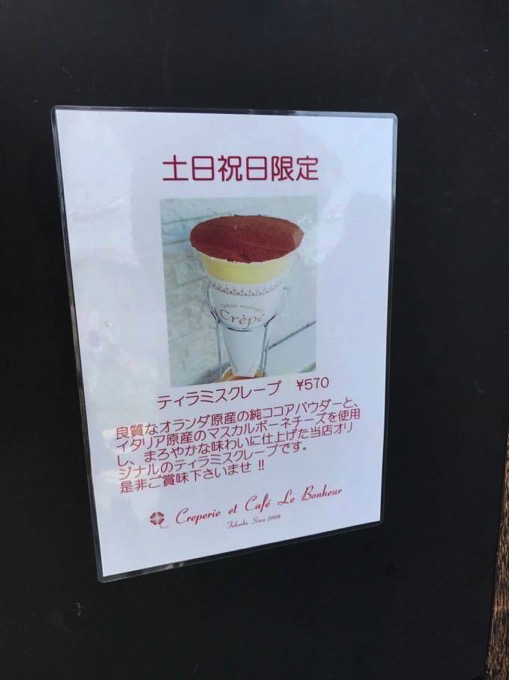 土日祝日限定
Crêpe
ティラミスクレープ ¥570
良質なオランダ原産の純ココアパウダーと、
イタリア原産のマスカルポーネチーズを使用
し、まろやかな味わいに仕上げた当店オリ
ジナルのティラミスクレープです。
是非ご賞味下さいませ !!
Creperie et Café Le Bonheur
Since 2008